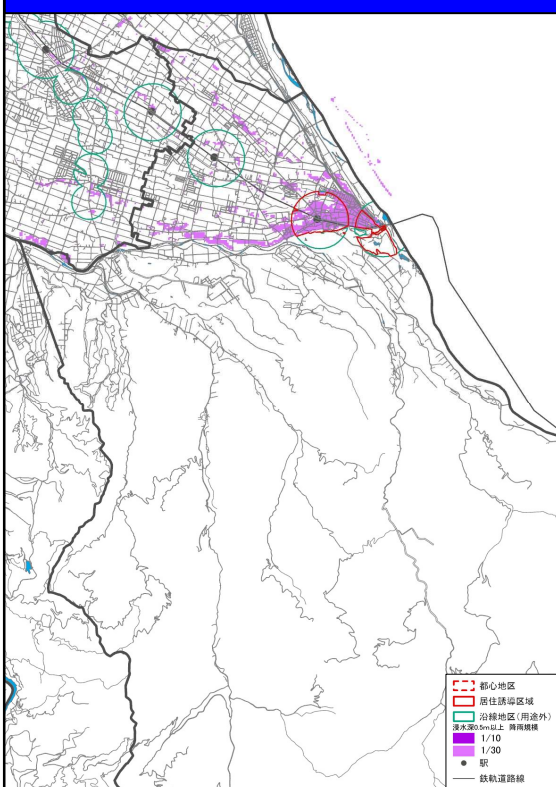 都心地区
居住誘導区域
沿線地区(用途外)
浸水深0.5m以上 降雨規模
1/10
1/30
駅
鉄軌道路線